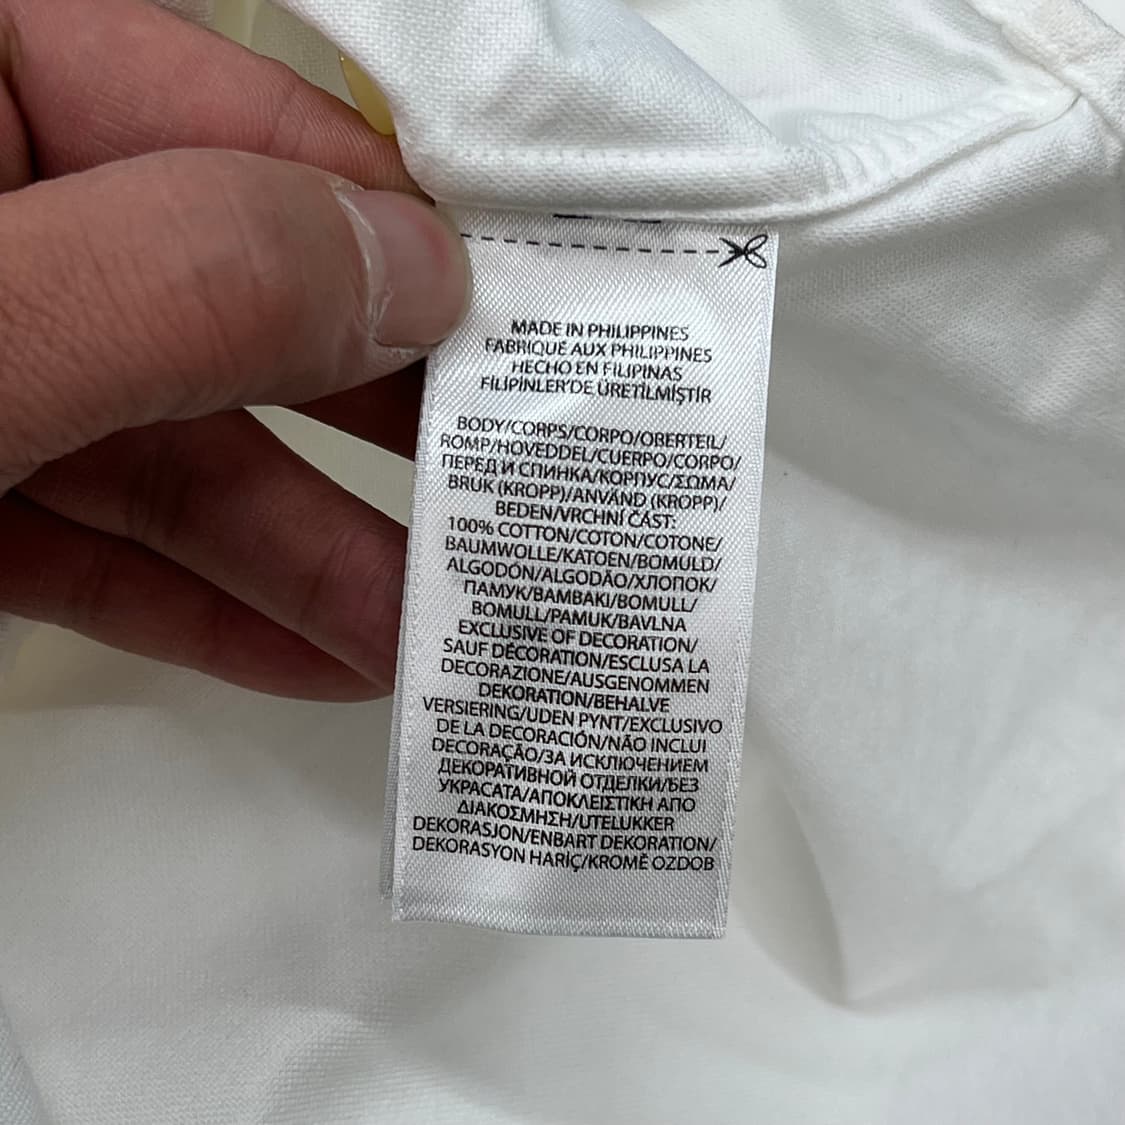 MADE IN PHILIPPINES
FABRIQUÉ AUX PHILIPPINES
HECHO EN FILIPINAS
FİLİPİNLER'DE ÜRETİLMİŞTİR
BODY/CORPS/CORPO/OBERTEIL/
ROMP/HOVEDDEL/CUERPO/CORPO/
ПЕРЕД И СПИНКА/КОРПУС/ΣΩΜΑ/
BRUK (KROPP)/ANVÄND (KROPP)/
BEDEN/VRCHNÍ ČÁST:
100% COTTON/COTON/COTONE/
BAUMWOLLE/KATOEN/BOMULD/
ALGODÓN/ALGODÃO/ХЛОПОК/
ПАМУК/ΒΑΜΒΑΚΙ/BOMULL/
BOMULL/PAMUK/BAVLNA
EXCLUSIVE OF DECORATION/
SAUF DÉCORATION/ESCLUSA LA
DECORAZIONE/AUSGENOMMEN
DEKORATION/BEHALVE
VERSIERING/UDEN PYNT/EXCLUSIVO
DE LA DECORACIÓN/NÃO INCLUI
DECORAÇÃO/ЗА ИСКЛЮЧЕНИЕМ
ДЕКОРАТИВНОЙ ОТДЕЛКИ/БЕЗ
УКРАСАТА/ΑΠΟΚΛΕΙΣΤΙΚΗ ΑΠΟ
ΔΙΑΚΟΣΜΗΣΗ/UTELUKKER
DEKORASJON/ENBART DEKORATION/
DEKORASYON HARİÇ/KROMĚ OZDOB